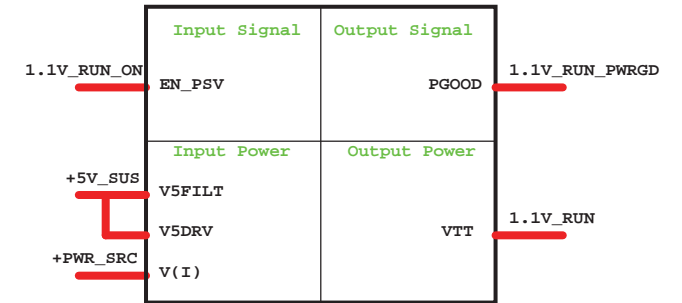 Input Signal
Output Signal
1.1V_RUN_ON
EN_PSV
PGOOD
1.1V_RUN_PWRGD
Input Power
Output Power
+5V_SUS
V5FILT
V5DRV
VTT
1.1V_RUN
+PWR_SRC
V(I)